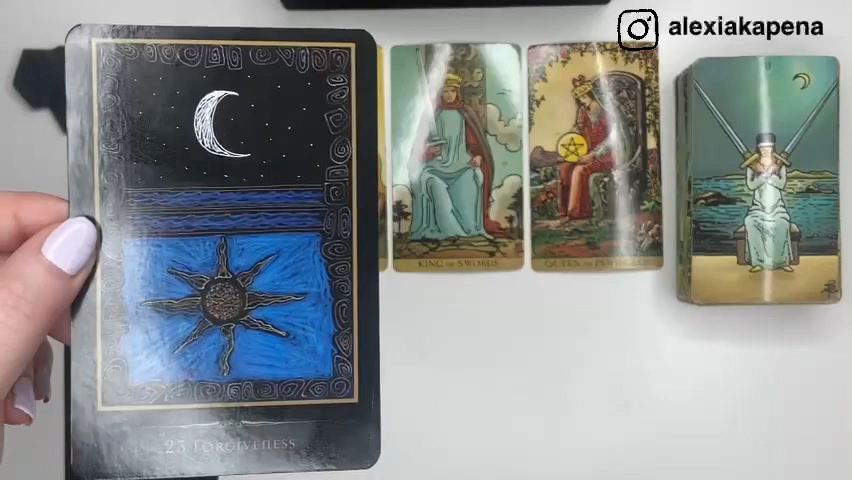 alexiakapena
KING OF SWORDS
QUEEN OF PENTACLES
25 FORGIVENESS